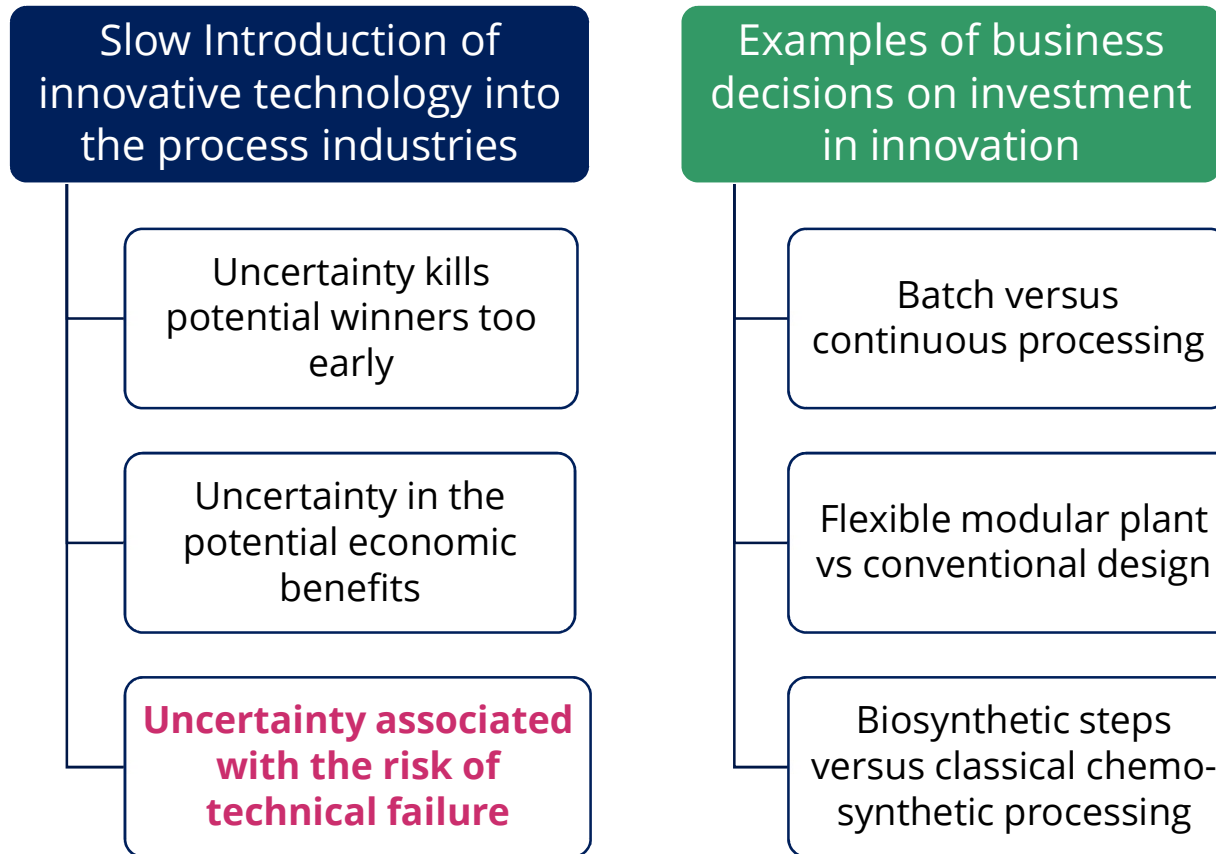 Slow Introduction of
innovative technology into
the process industries
Uncertainty kills
potential winners too
early
Uncertainty in the
potential economic
benefits
Uncertainty associated
with the risk of
technical failure
Examples of business
decisions on investment
in innovation
Batch versus
continuous processing
Flexible modular plant
vs conventional design
Biosynthetic steps
versus classical chemo-
synthetic processing